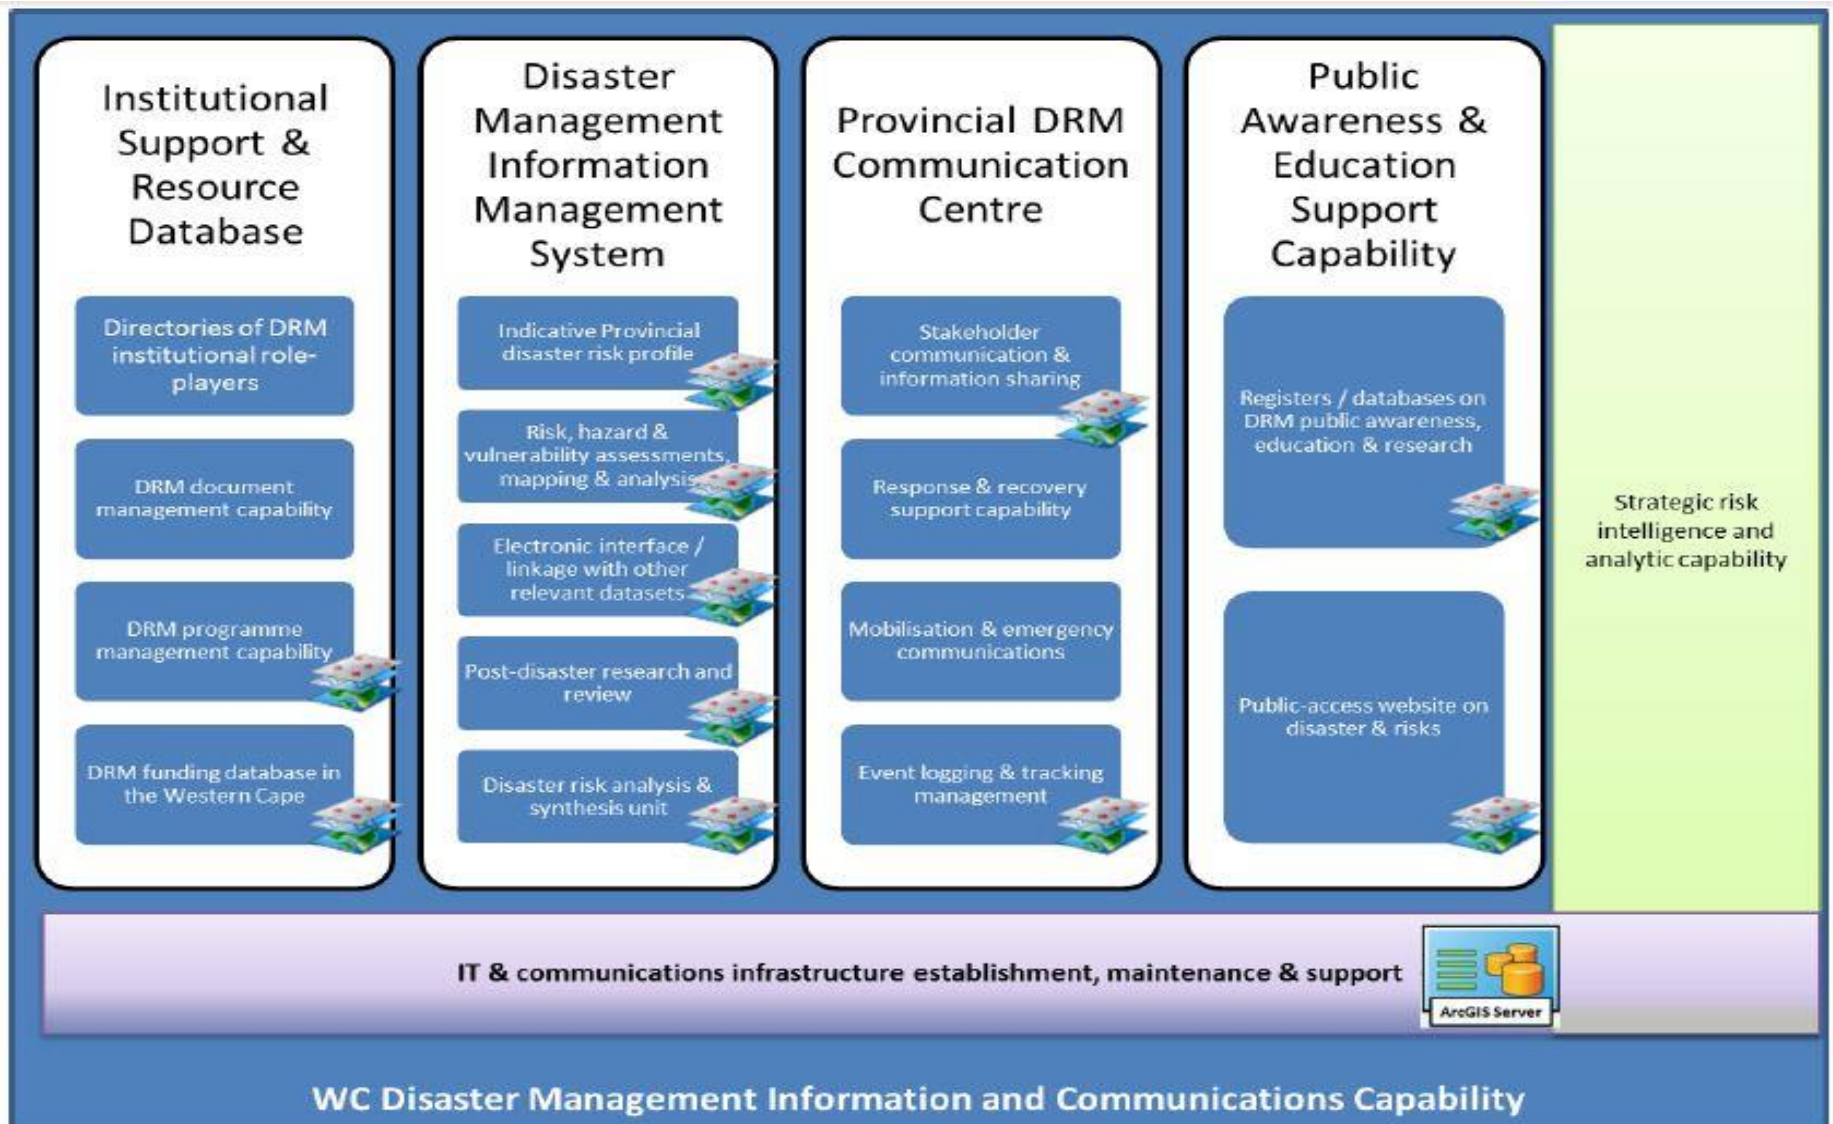 Institutional
Support &
Resource
Database
Directories of DRM
institutional role-
players
DRM document
management capability
DRM programme
management capability
DRM funding database in
the Western Cape
Disaster
Management
Information
Management
System
Indicative Provincial
disaster risk profile
Risk, hazard &
vulnerability assessments,
mapping & analysis
Electronic interface /
linkage with other
relevant datasets
Post-disaster research and
review
Disaster risk analysis &
synthesis unit
Provincial DRM
Communication
Centre
Stakeholder
communication &
information sharing
Response & recovery
support capability
Mobilisation & emergency
communications
Event logging & tracking
management
Public
Awareness &
Education
Support
Capability
Registers / databases on
DRM public awareness,
education & research
Public-access website on
disaster & risks
Strategic risk
intelligence and
analytic capability
IT & communications infrastructure establishment, maintenance & support
ArcGIS Server
WC Disaster Management Information and Communications Capability